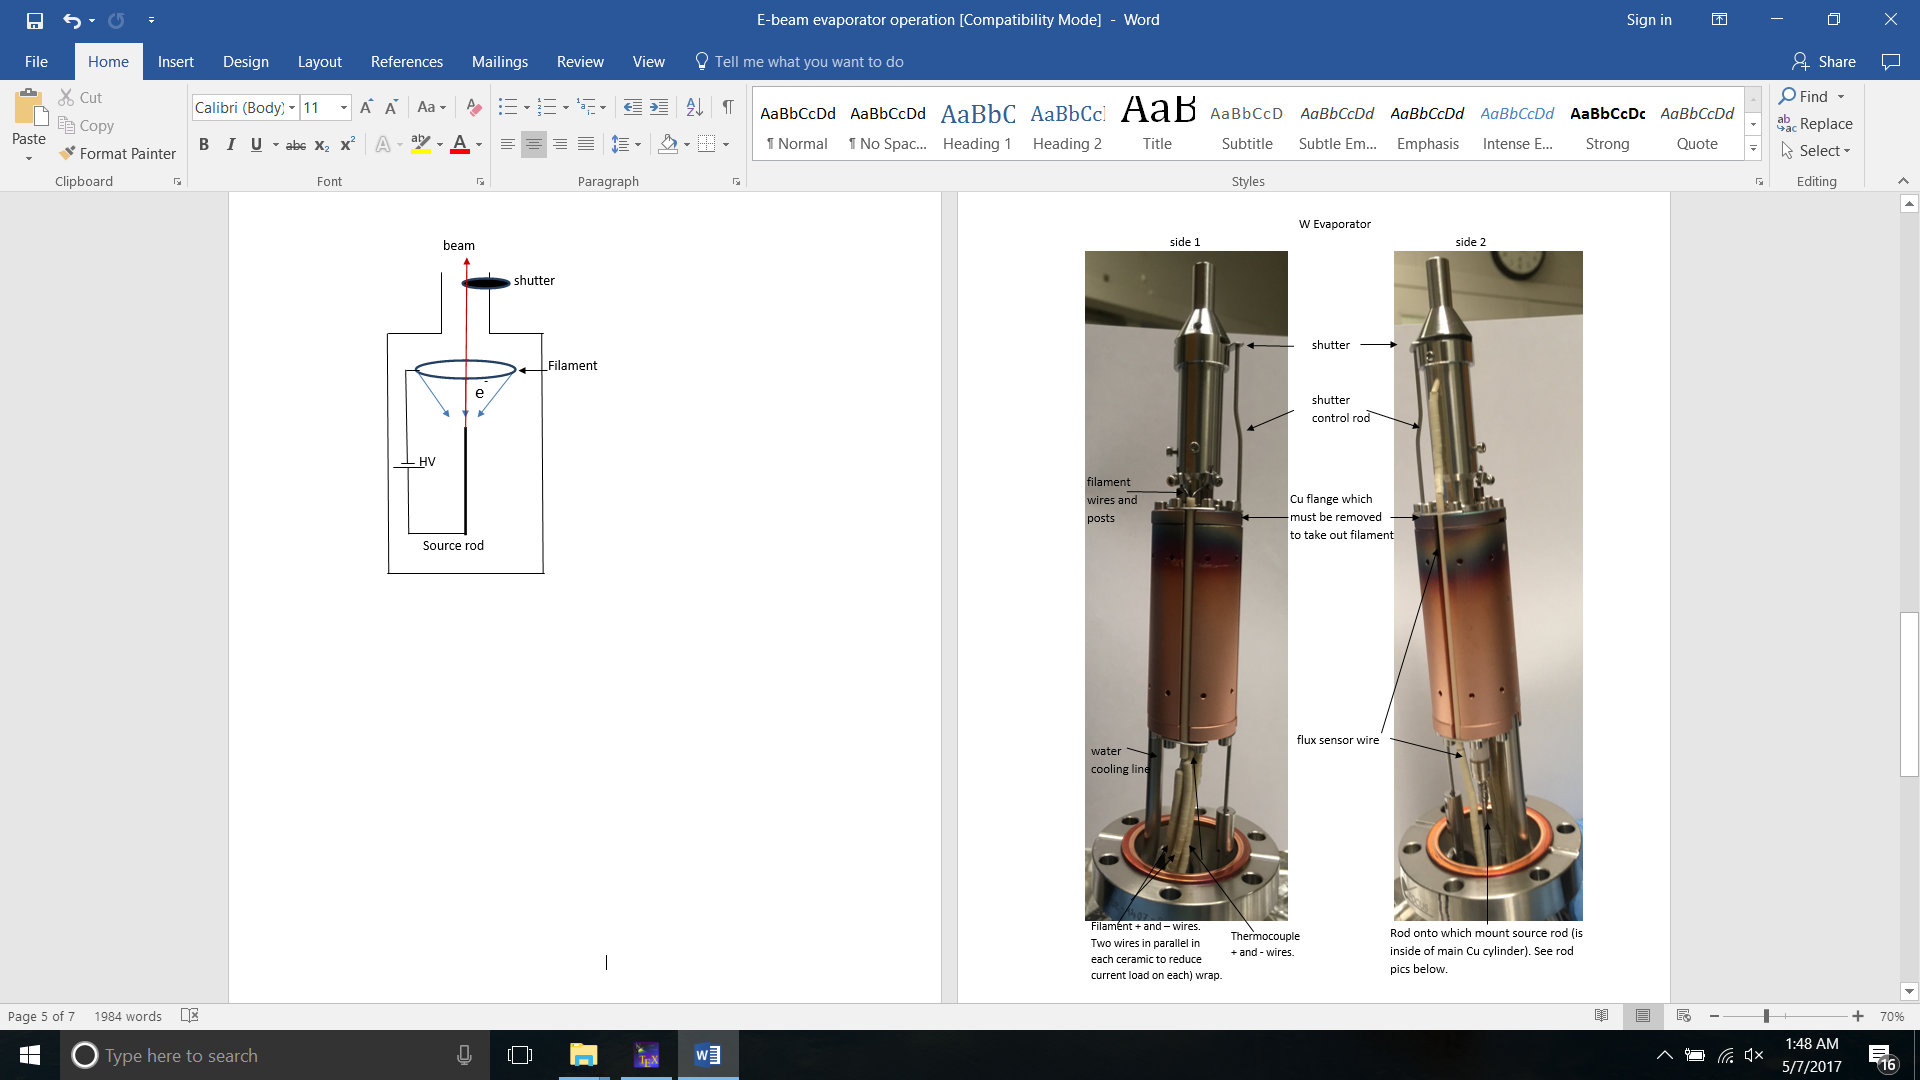 E-beam evaporator operation [Compatibility Mode] - Word
Sign in
File Home Insert Design Layout References Mailings Review View Tell me what you want to do
Share
Paste
Cut
Copy
Format Painter
Clipboard
Calibri (Body) 11
Font
Paragraph
AaBbCcDd AaBbCcDd AaBbC AaBbCc AaB AaBbCcD AaBbCcDd AaBbCcDd AaBbCcDd AaBbCcDc AaBbCcDd
¶ Normal ¶ No Spac... Heading 1 Heading 2 Title Subtitle Subtle Em... Emphasis Intense E... Strong Quote
Styles
Find
Replace
Select
Editing
beam
shutter
Filament
e-
HV
Source rod
W Evaporator
side 1
side 2
shutter
shutter
control rod
filament
wires and
posts
Cu flange which
must be removed
to take out filament
flux sensor wire
water
cooling line
Filament + and – wires.
Two wires in parallel in
each ceramic to reduce
current load on each) wrap.
Thermocouple
+ and - wires.
Rod onto which mount source rod (is
inside of main Cu cylinder). See rod
pics below.
Page 5 of 7 1984 words
70%
Type here to search
1:48 AM
5/7/2017
16